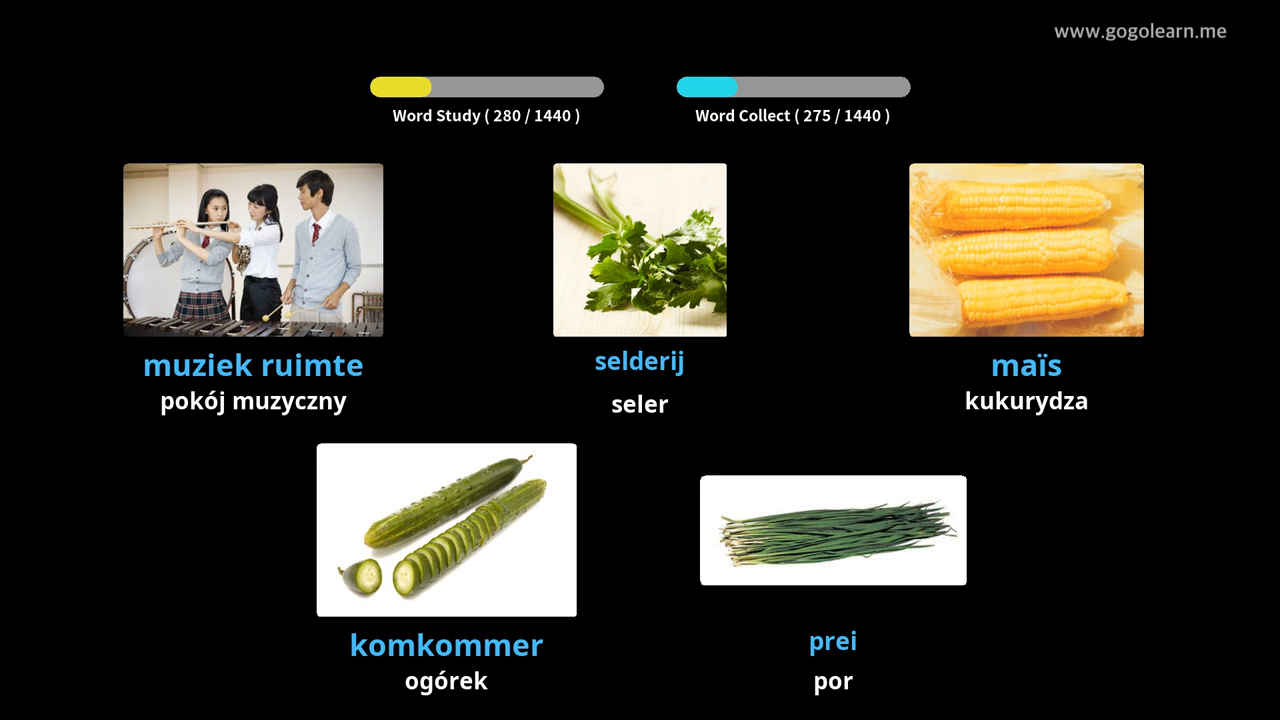 www.gogolearn.me
Word Study ( 280 / 1440 )
Word Collect ( 275 / 1440 )
muziek ruimte
pokój muzyczny
selderij
seler
maïs
kukurydza
komkommer
ogórek
prei
por